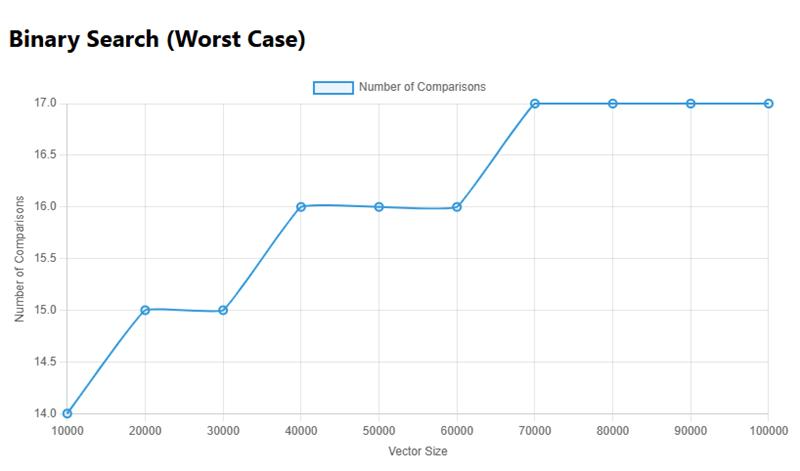 Binary Search (Worst Case)
Number of Comparisons
17.0
16.5
16.0
15.5
15.0
14.5
14.0
Number of Comparisons
10000 20000 30000 40000 50000 60000 70000 80000 90000 100000
Vector Size